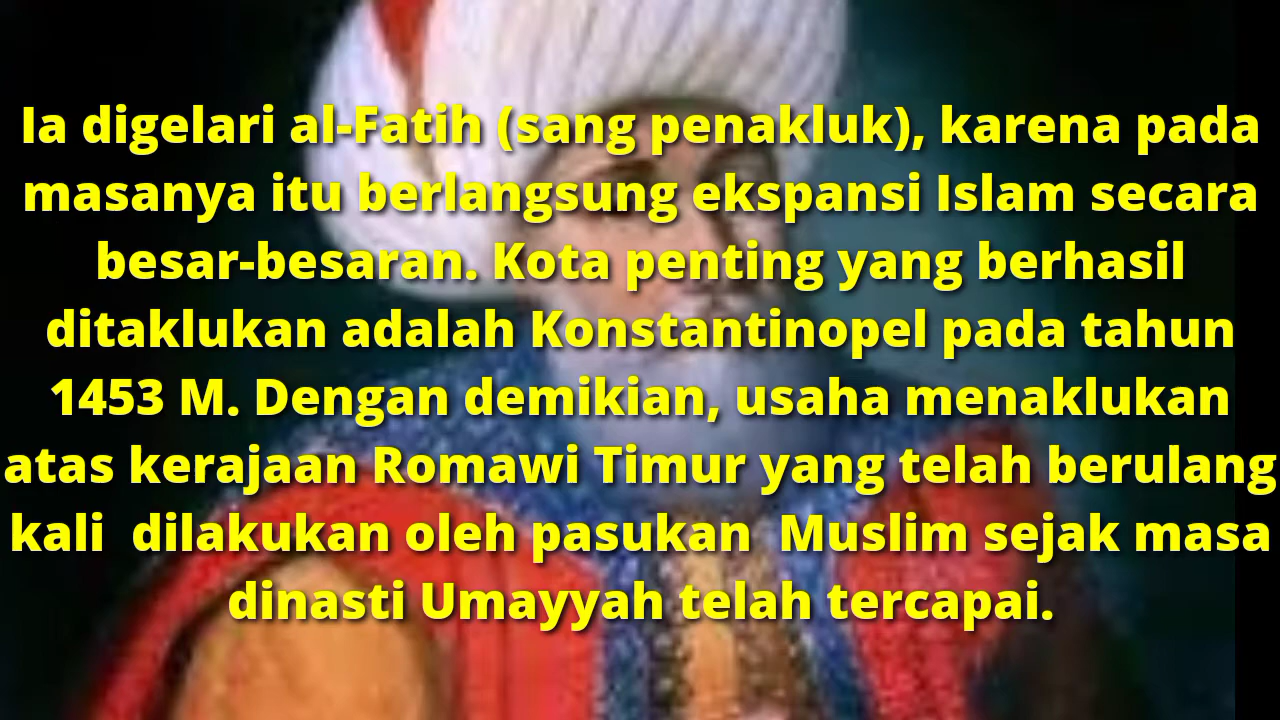 Ia digelari al-Fatih (sang penakluk), karena pada
masanya itu berlangsung ekspansi Islam secara
besar-besaran. Kota penting yang berhasil
ditaklukan adalah Konstantinopel pada tahun
1453 M. Dengan demikian, usaha menaklukan
atas kerajaan Romawi Timur yang telah berulang
kali  dilakukan oleh pasukan  Muslim sejak masa
dinasti Umayyah telah tercapai.